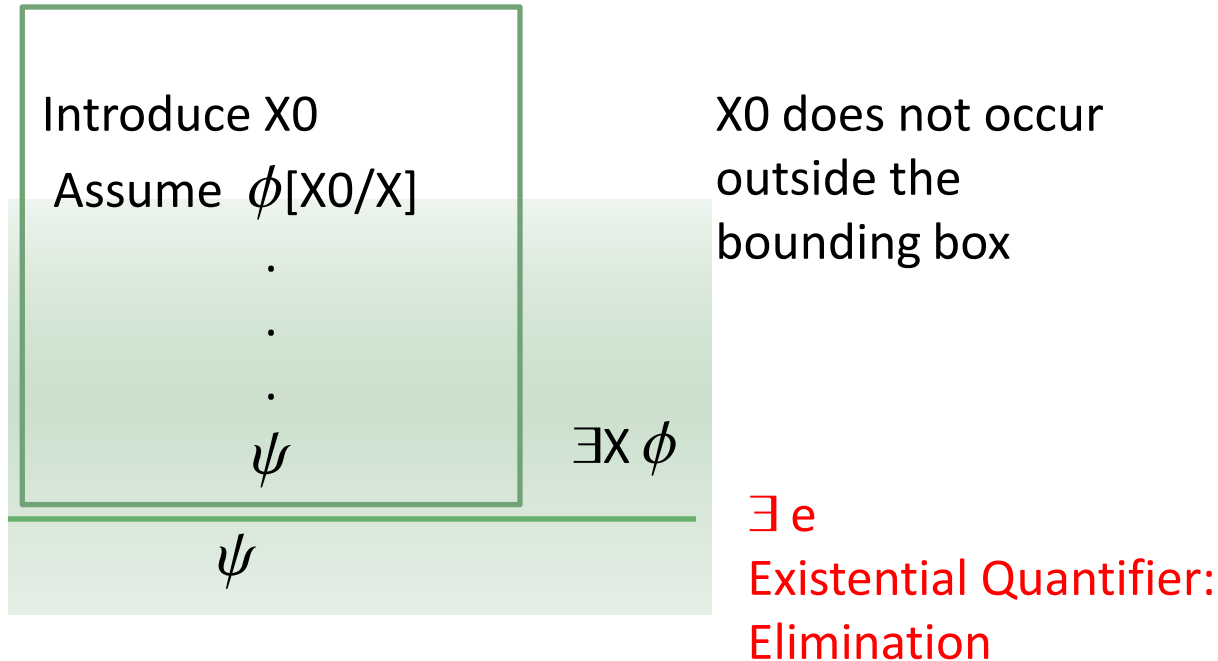 Introduce X0
Assume ϕ[X0/X]
.
.
.
ψ
∃X ϕ
ψ
X0 does not occur
outside the
bounding box
∃ e
Existential Quantifier:
Elimination